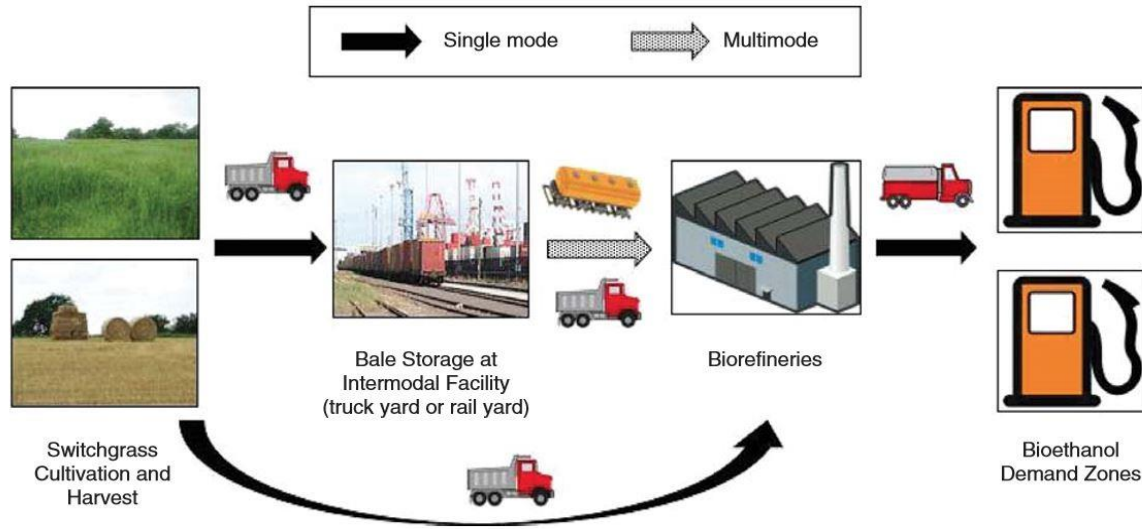 Single mode
Multimode
Bale Storage at
Intermodal Facility
(truck yard or rail yard)
Biorefineries
Switchgrass
Cultivation and
Harvest
Bioethanol
Demand Zones